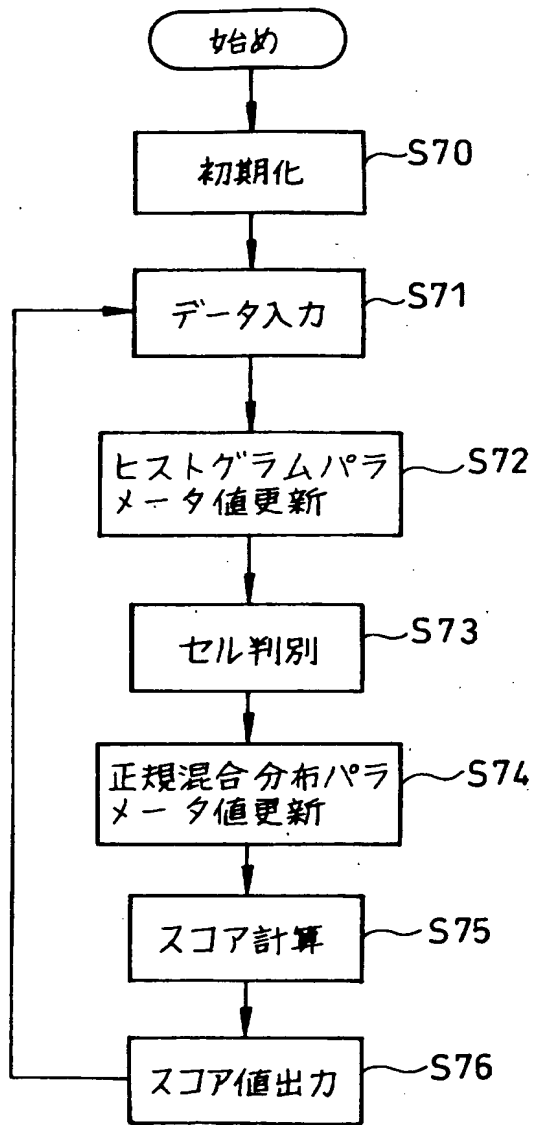 始め
初期化
S70
データ入力
S71
ヒストグラムパラ
メータ値更新
S72
セル判別
S73
正規混合分布パラ
メータ値更新
S74
スコア計算
S75
スコア値出力
S76